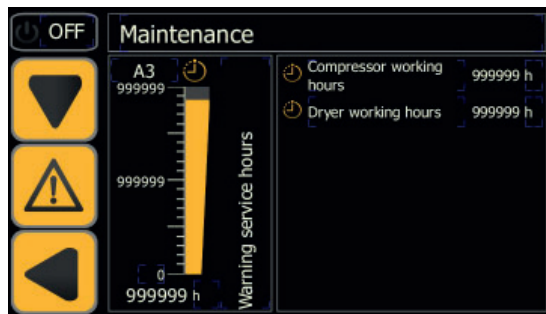 OFF
Maintenance
A3
999999
999999
0
999999 h
Warning service hours
Compressor working
hours
999999 h
Dryer working hours
999999 h